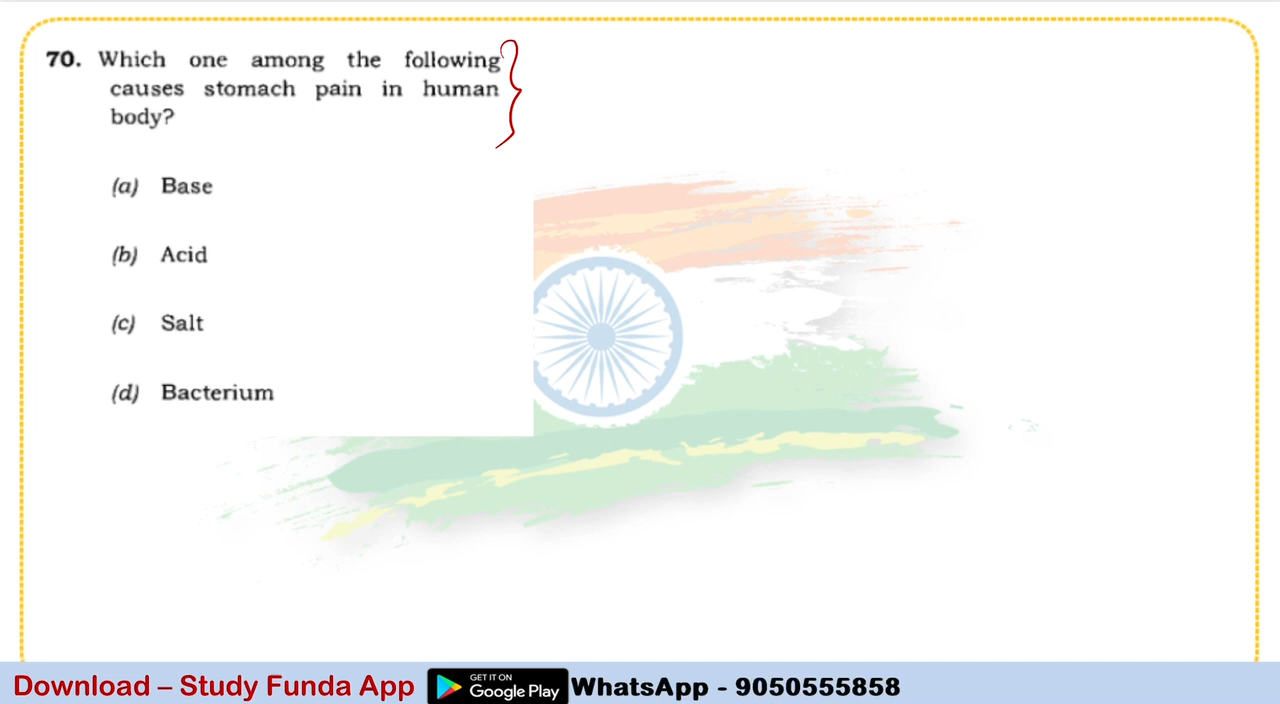 70. Which one among the following
causes stomach pain in human
body?
(a) Base
(b) Acid
(c) Salt
(d) Bacterium
Download – Study Funda App GET IT ON Google Play WhatsApp - 9050555858